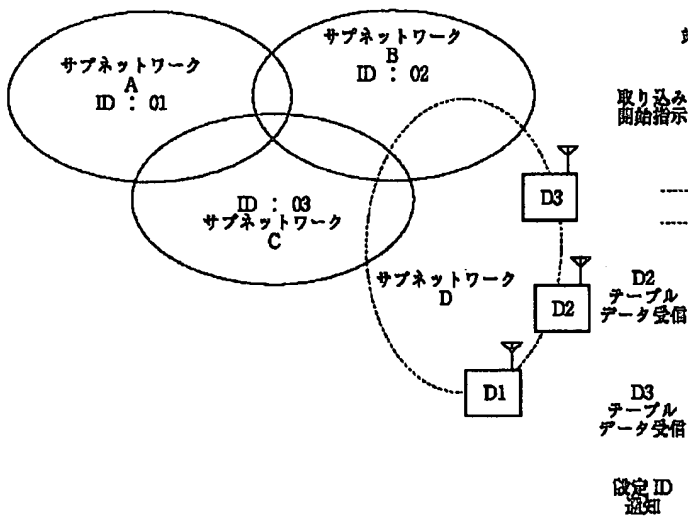 サブネットワーク
A
ID : 01
サブネットワーク
B
ID : 02
ID : 03
サブネットワーク
C
サブネットワーク
D
D3
D2
D1
取り込み
開始指示
D2
テーブル
データ受信
D3
テーブル
データ受信
設定 ID
通知